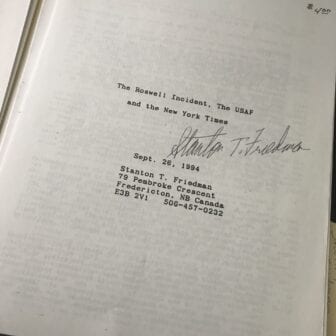 The Roswell Incident, The USAF
and the New York Times
Stanton T. Friedman
Sept. 28, 1994
Stanton T. Friedman
79 Pembroke Crescent
Fredericton, NB Canada
E3B 2V1 506-457-0232